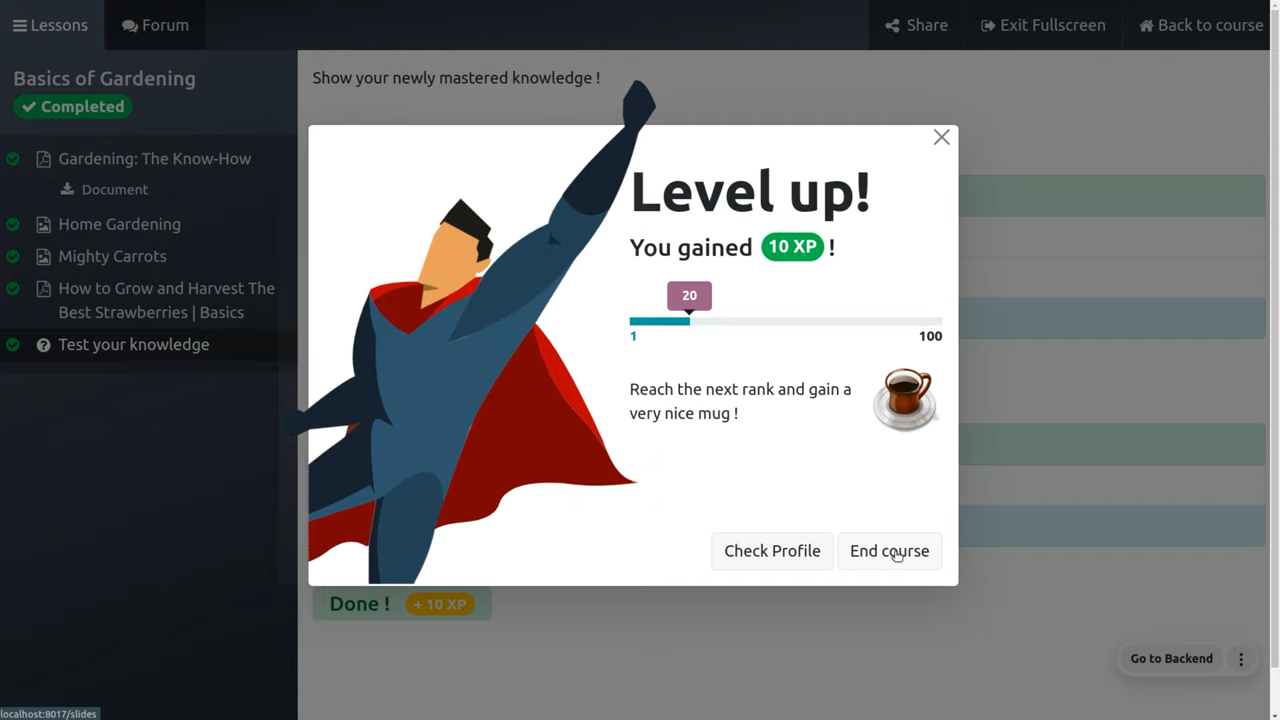 Lessons
Forum
Share
Exit Fullscreen
Back to course
Basics of Gardening
Completed
Gardening: The Know-How
Document
Home Gardening
Mighty Carrots
How to Grow and Harvest The
Best Strawberries | Basics
Test your knowledge
Show your newly mastered knowledge !
Level up!
You gained 10 XP !
20
1
100
Reach the next rank and gain a
very nice mug !
Check Profile
End course
Done ! + 10 XP
Go to Backend
localhost:8017/slides